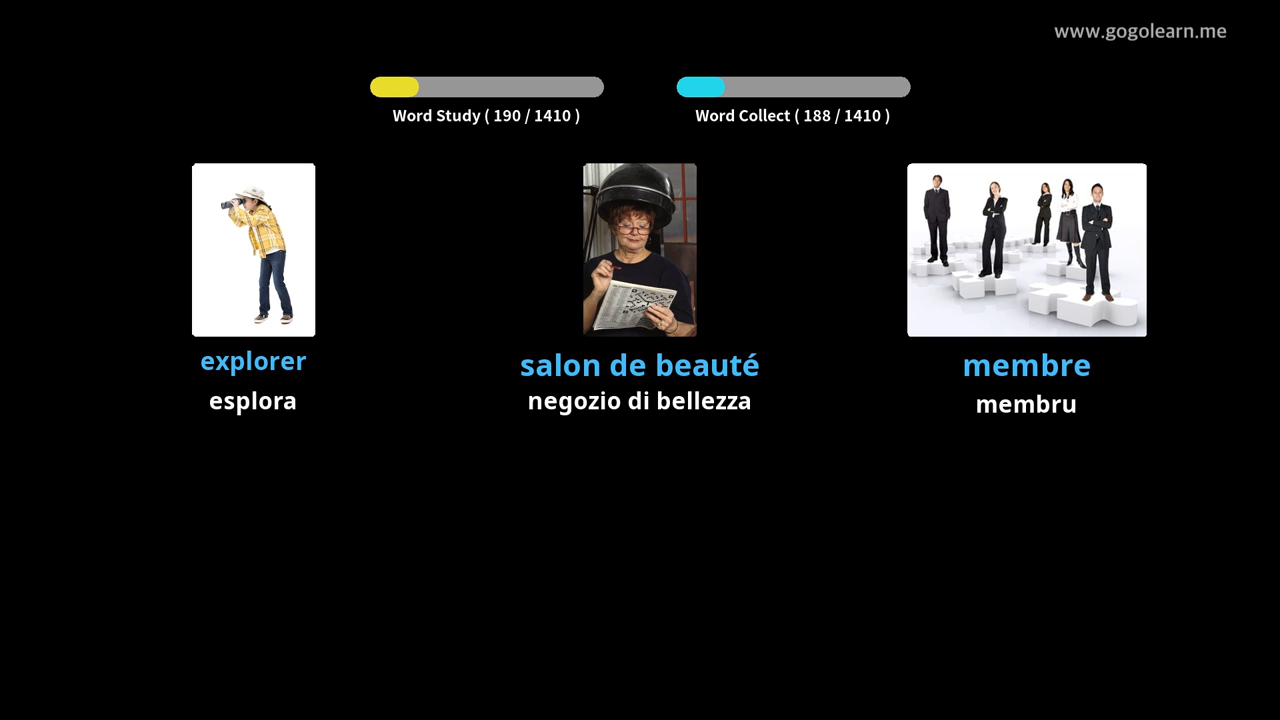 www.gogolearn.me
Word Study ( 190 / 1410 )
Word Collect ( 188 / 1410 )
explorer
esplora
salon de beauté
negozio di bellezza
membre
membru